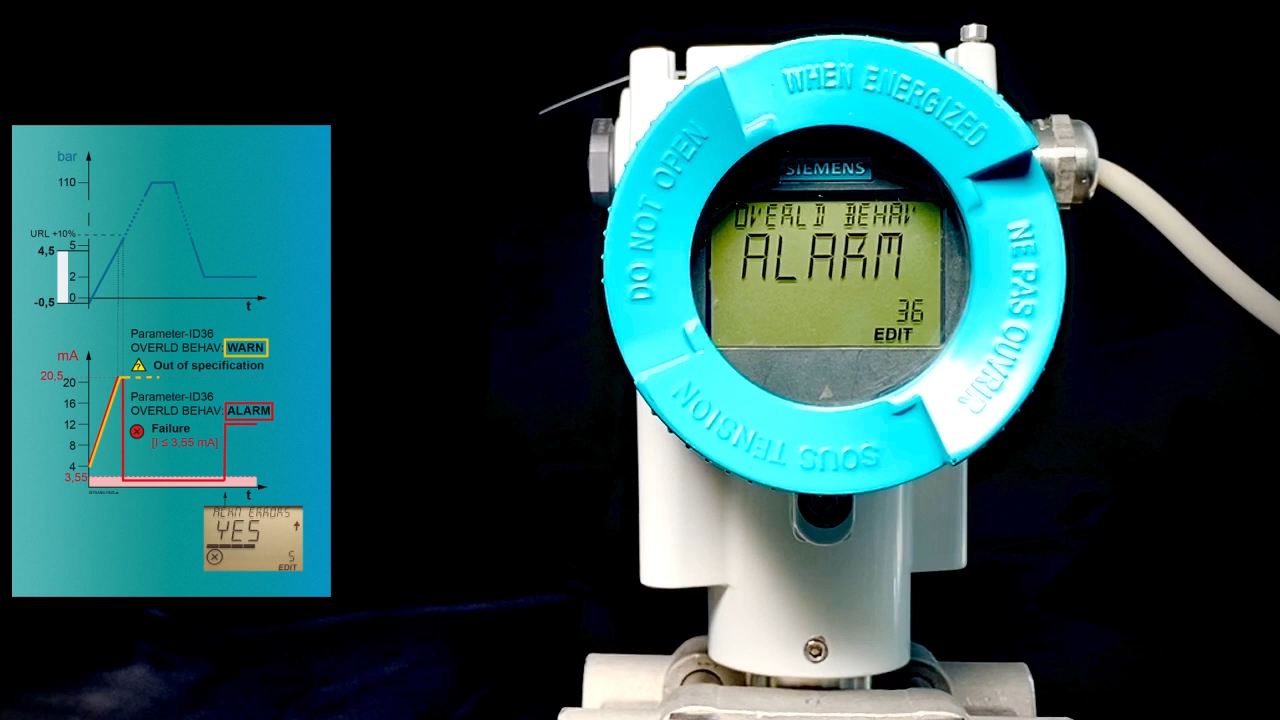 bar
110
URL +10%
5
4,5
2
0
-0,5
t
Parameter-ID36
OVERLD BEHAV: WARN
? Out of specification
mA
20,5
20
16
Parameter-ID36
OVERLD BEHAV: ALARM
12
Failure
[I ≤ 3,55 mA]
8
4
3,55
t
ACKN ERRORS
YES
5
EDIT
WHEN ENERGIZED
DO NOT OPEN
NE PAS OUVRIR
SOUS TENSION
SIEMENS
OVERLD BEHAV
ALARM
36
EDIT